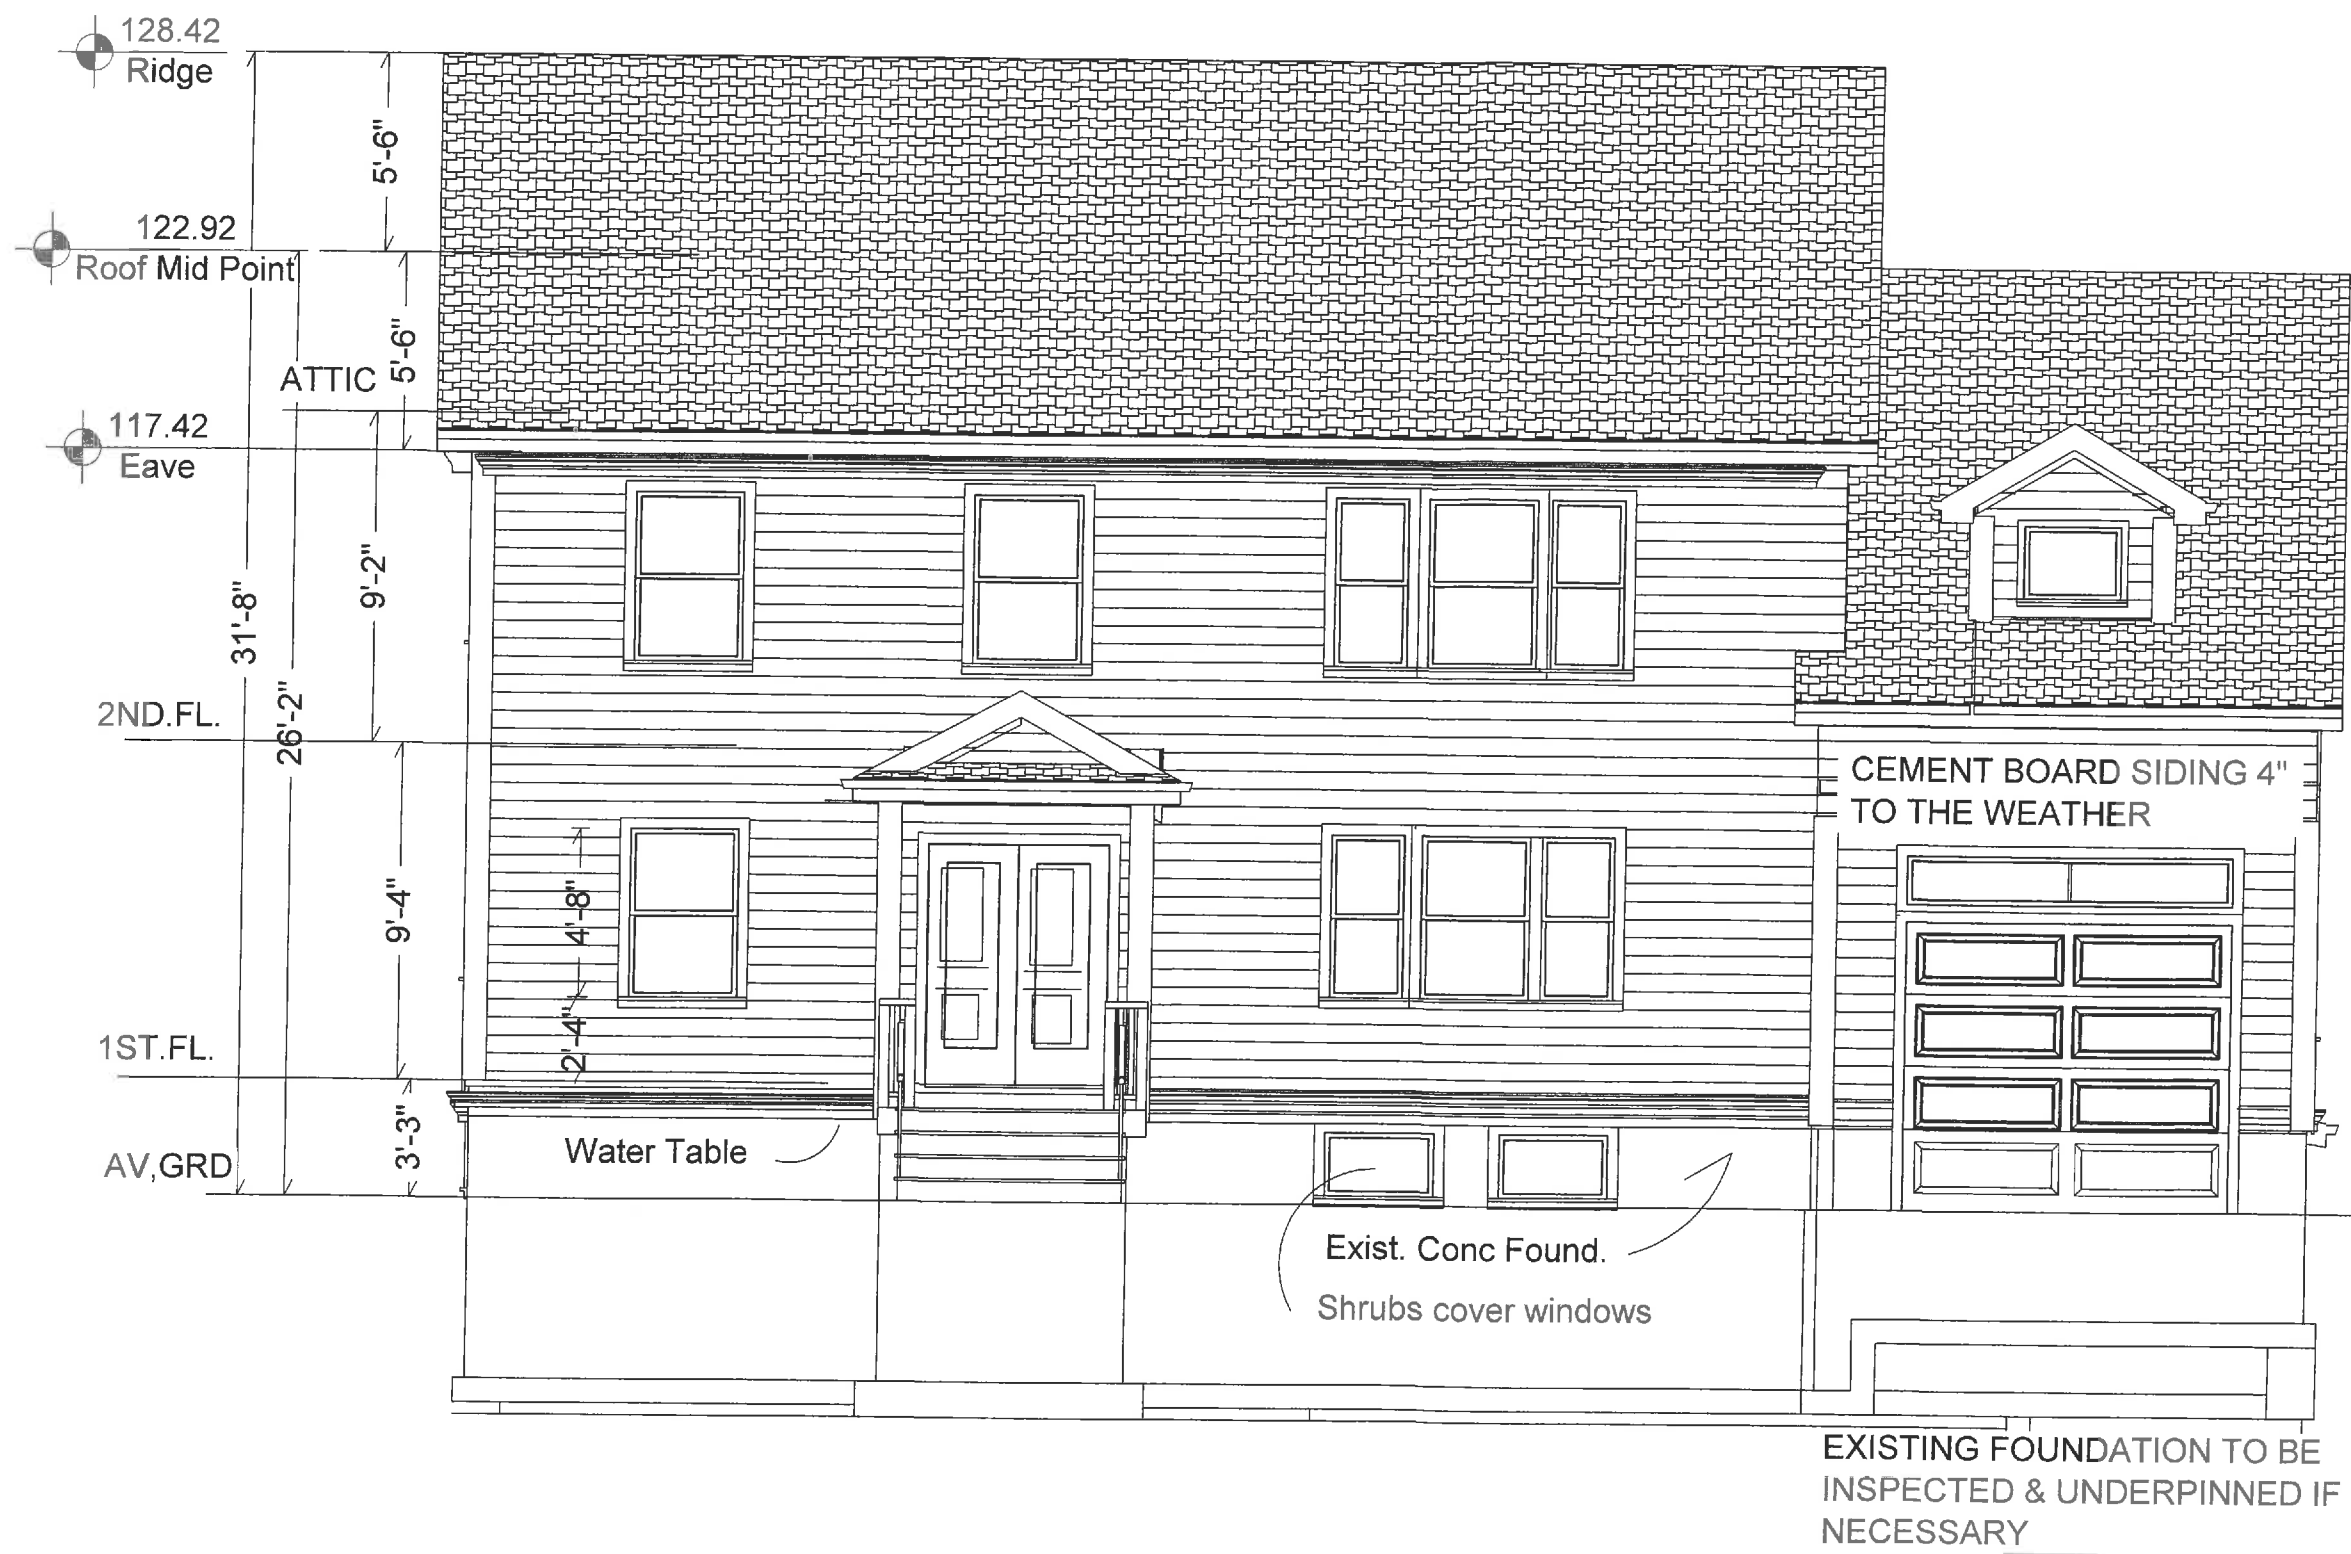 128.42
Ridge
5'-6"
122.92
Roof Mid Point
5'-6"
ATTIC
117.42
Eave
9'-2"
31'-8"
26'-2"
2ND.FL.
CEMENT BOARD SIDING 4"
TO THE WEATHER
9'-4"
4'-8"
2'-4"
1ST.FL.
3'-3"
Water Table
AV,GRD
Exist. Conc Found.
Shrubs cover windows
EXISTING FOUNDATION TO BE
INSPECTED & UNDERPINNED IF
NECESSARY